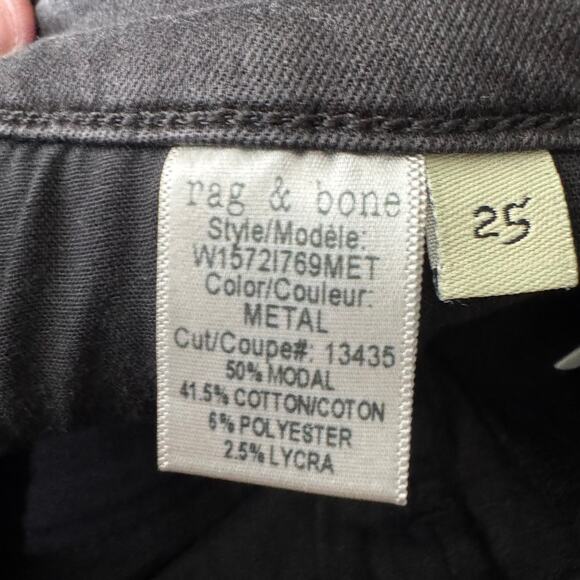 rag & bone
Style/Modèle:
W1572I769MET
Color/Couleur:
METAL
Cut/Coupe#: 13435
50% MODAL
41.5% COTTON/COTON
6% POLYESTER
2.5% LYCRA
25